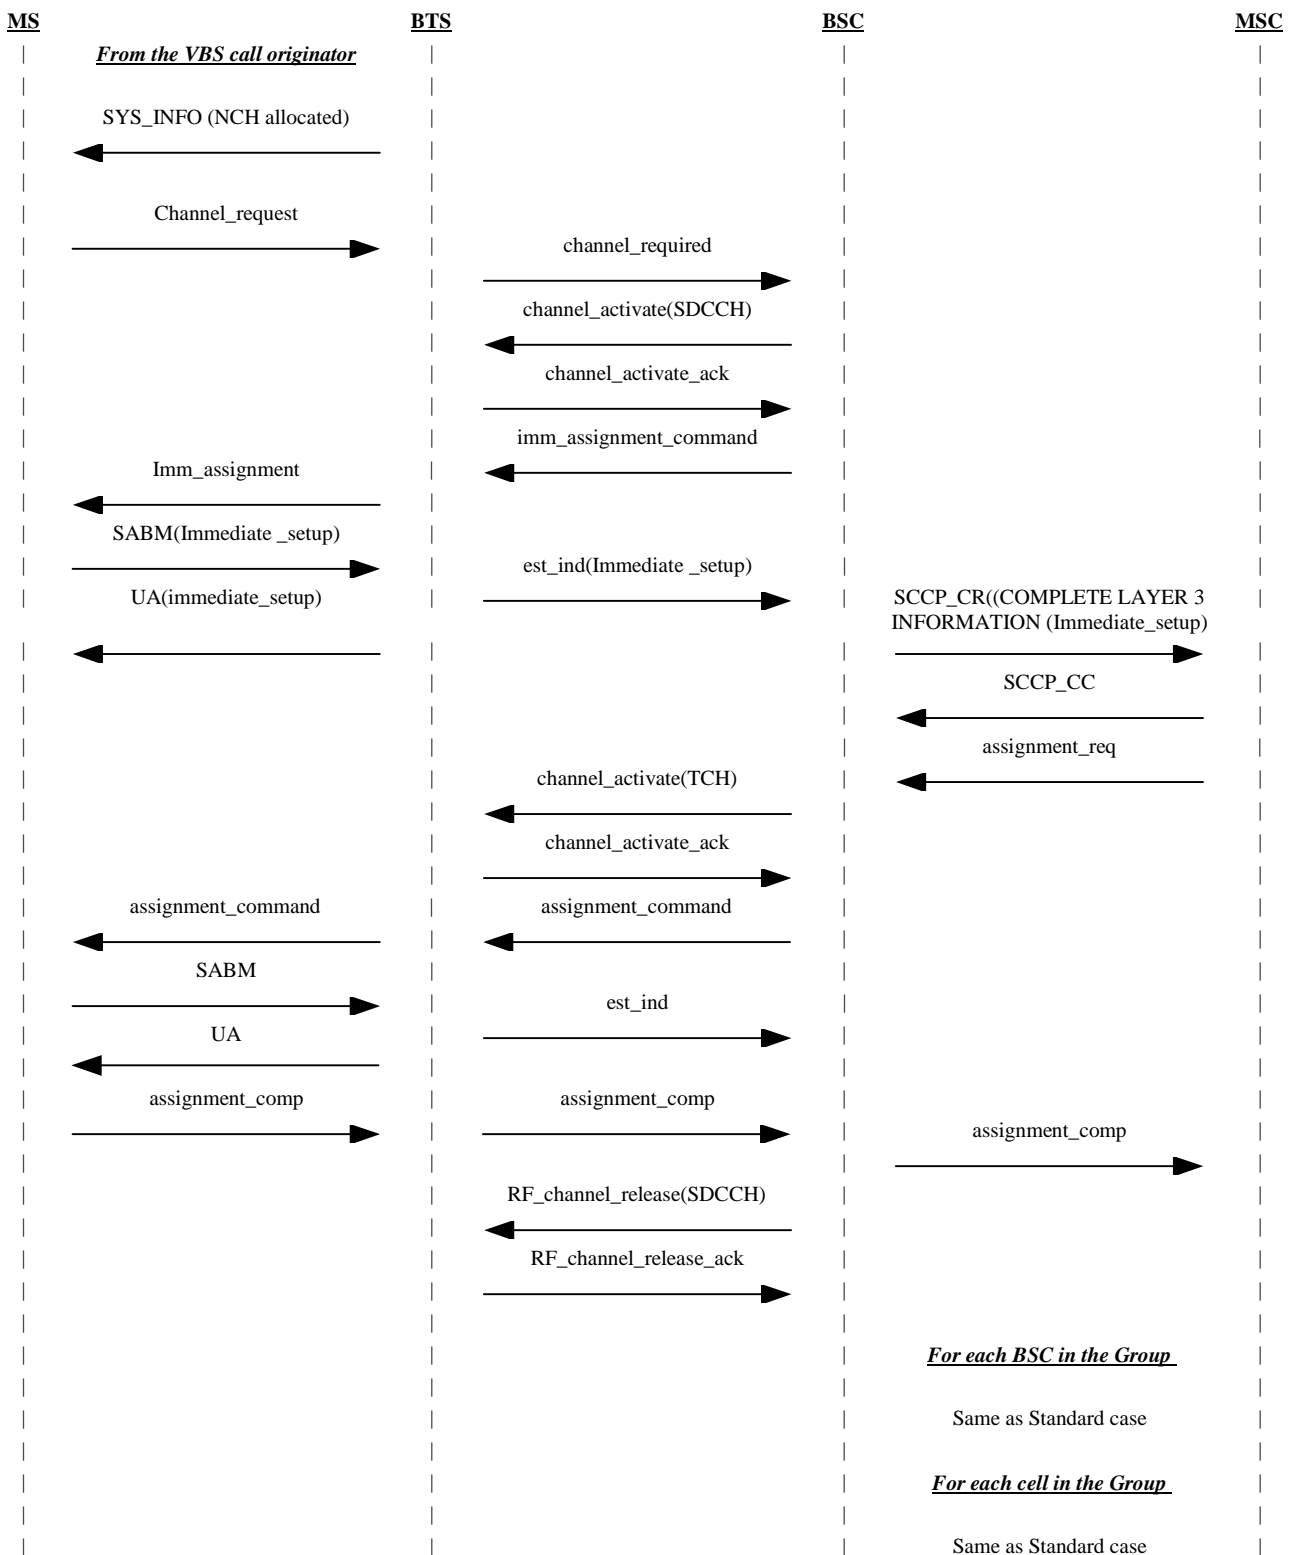 MS BTS BSC MSC
From the VBS call originator
SYS_INFO (NCH allocated)
Channel_request
channel_required
channel_activate(SDCCH)
channel_activate_ack
imm_assignment_command
Imm_assignment
SABM(Immediate _setup)
est_ind(Immediate _setup)
UA(immediate_setup)
SCCP_CR((COMPLETE LAYER 3
INFORMATION (Immediate_setup)
SCCP_CC
assignment_req
channel_activate(TCH)
channel_activate_ack
assignment_command assignment_command
SABM
est_ind
UA
assignment_comp assignment_comp
assignment_comp
RF_channel_release(SDCCH)
RF_channel_release_ack
For each BSC in the Group
Same as Standard case
For each cell in the Group
Same as Standard case